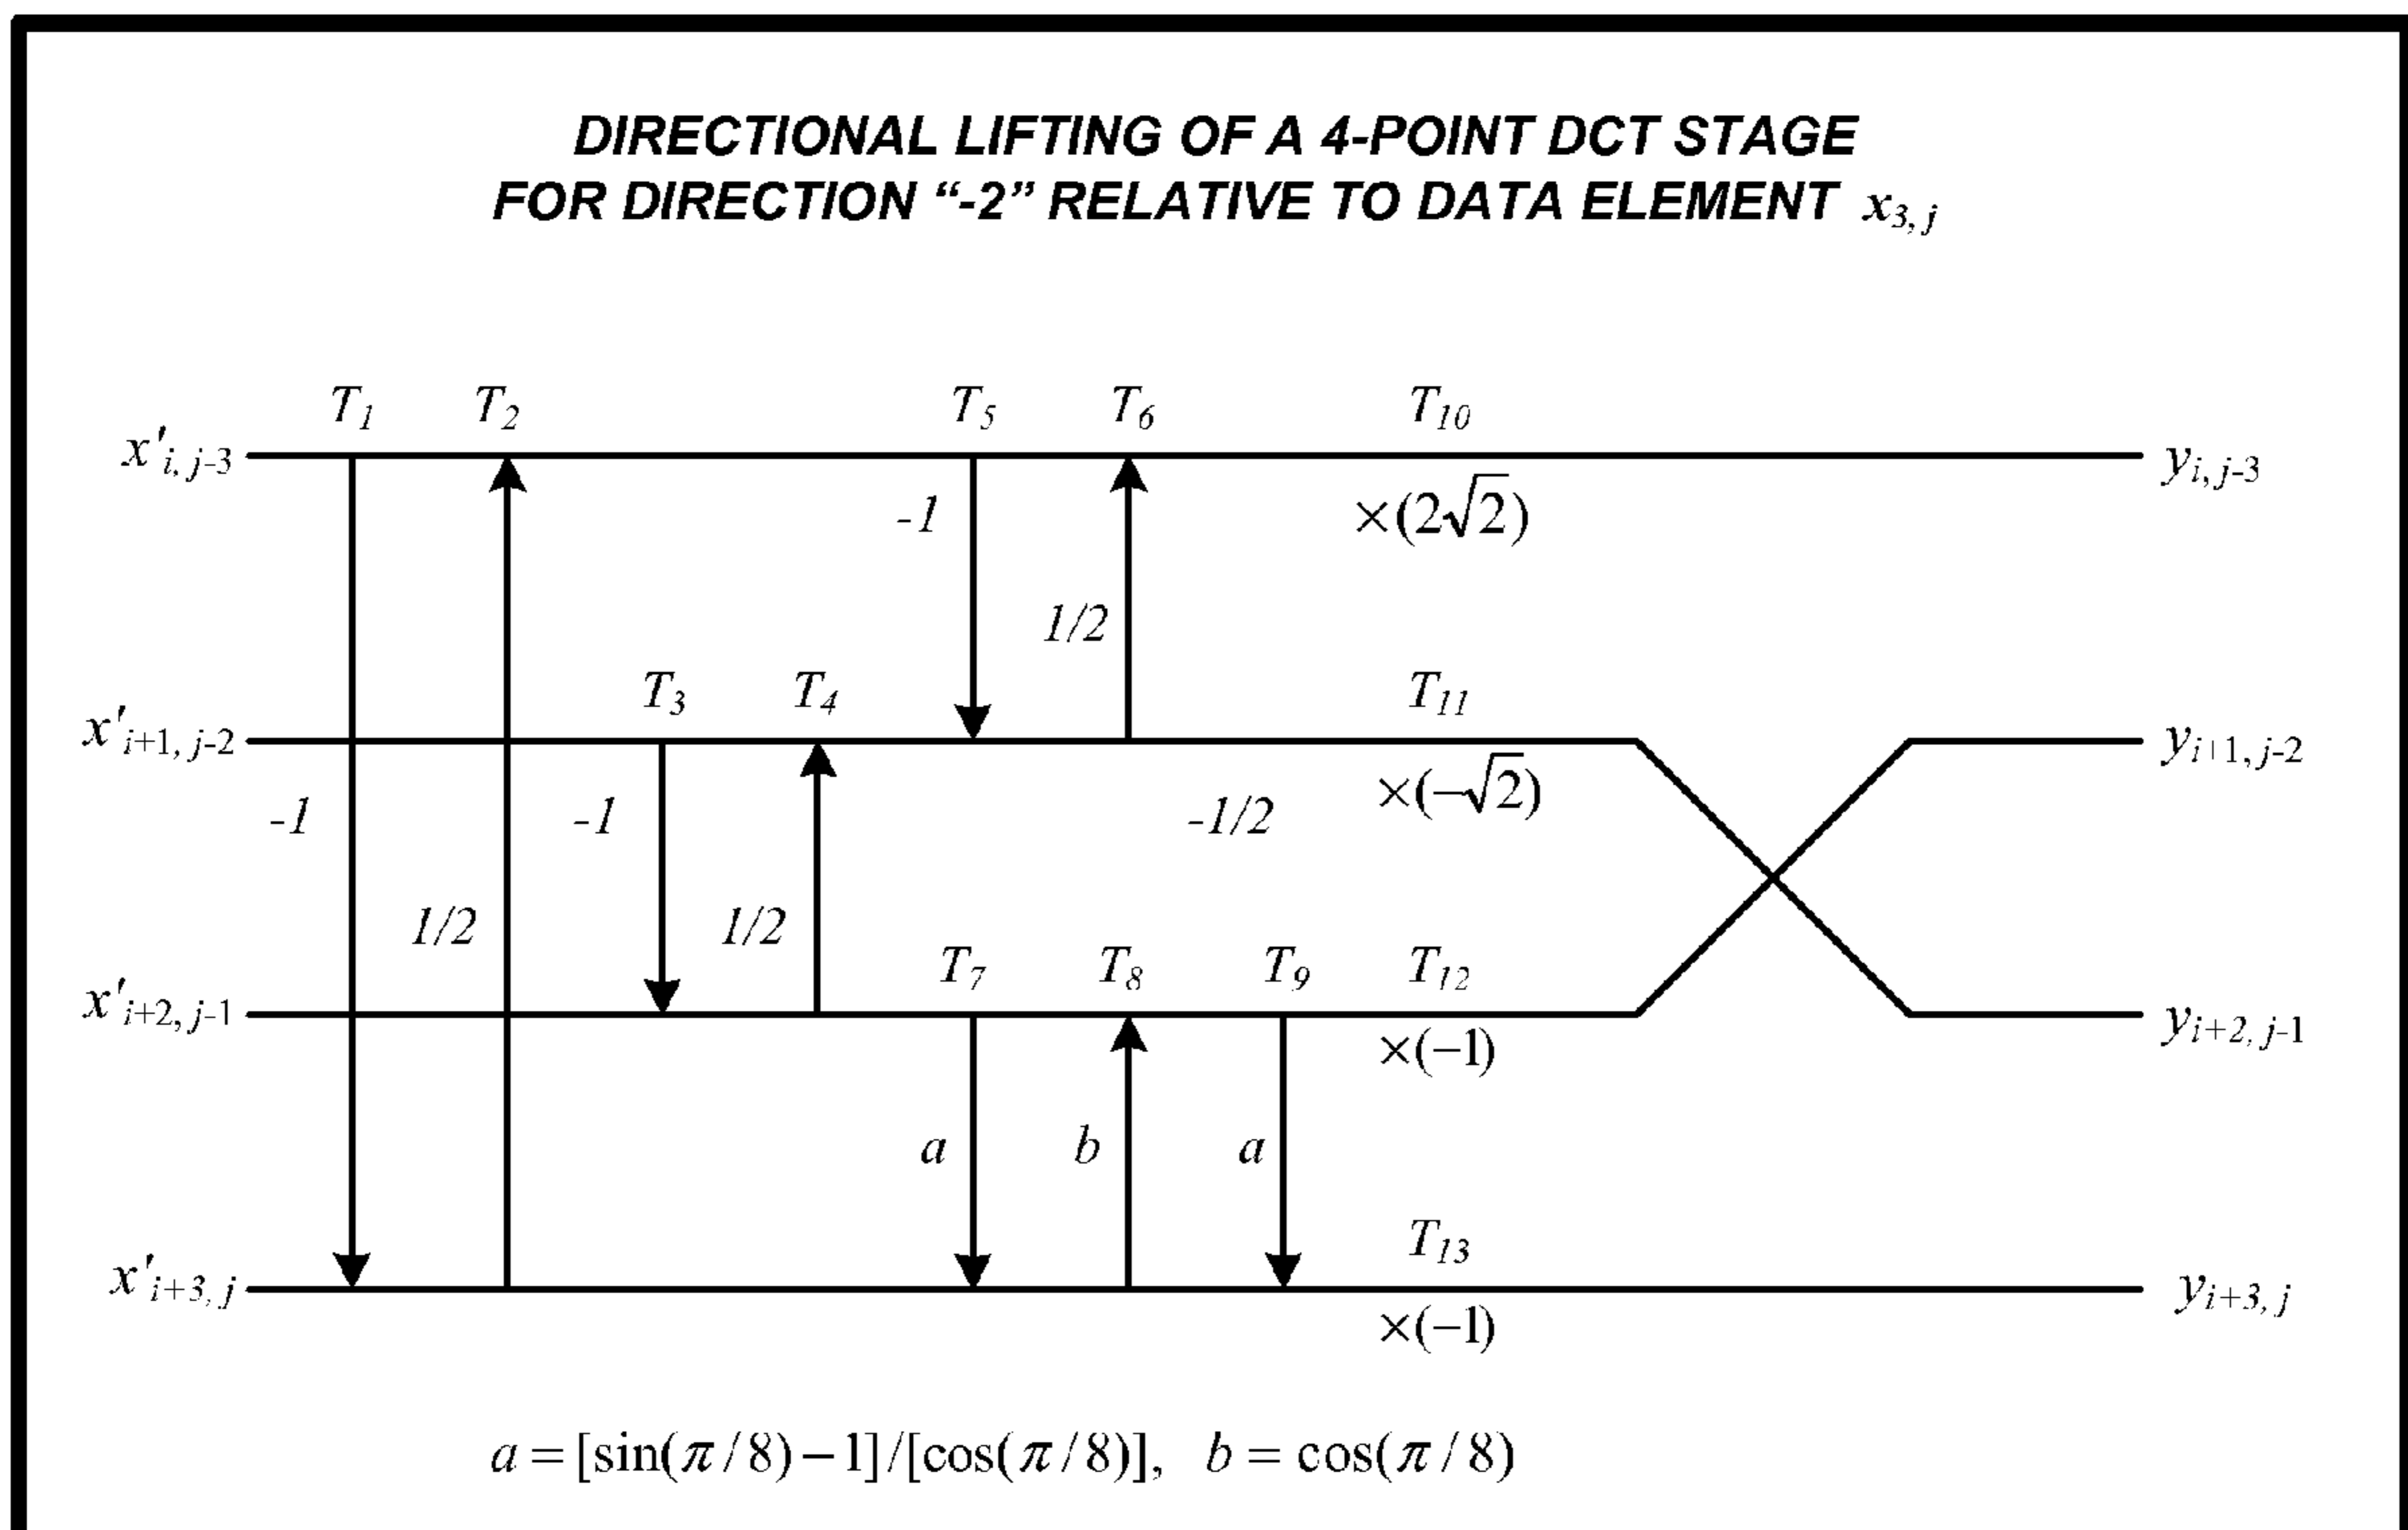 DIRECTIONAL LIFTING OF A 4-POINT DCT STAGE
FOR DIRECTION “-2” RELATIVE TO DATA ELEMENT x3, j
T1 T2 T5 T6 T10
x'i, j-3 yi, j-3
-1 ×(2√2)
1/2
T3 T4 T11
x'i+1, j-2 yi+1, j-2
×(−√2)
-1 -1 -1/2
1/2 1/2
T7 T8 T9 T12
x'i+2, j-1 yi+2, j-1
×(−1)
a b a
T13
x'i+3, j yi+3, j
×(−1)
a = [sin(π/8) − 1]/[cos(π/8)], b = cos(π/8)